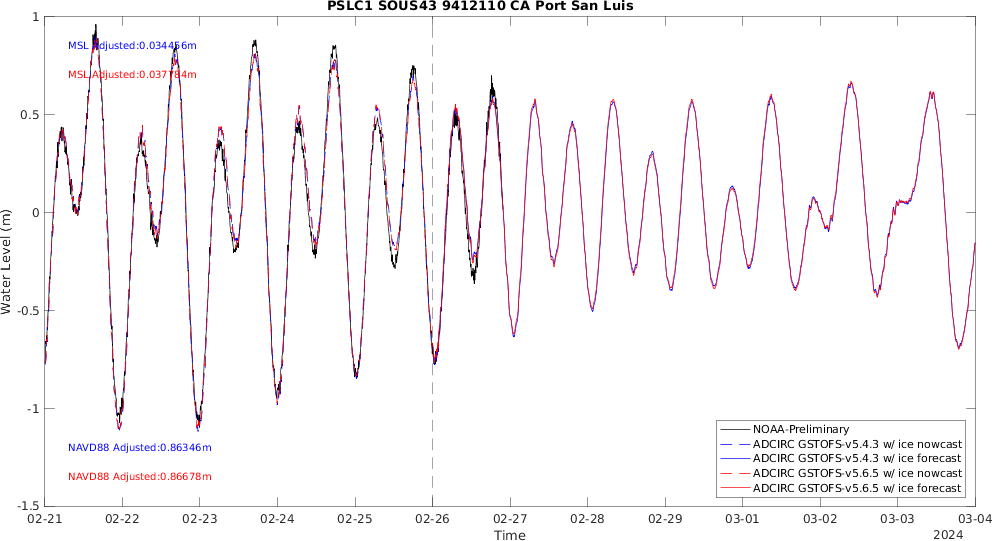 PSLC1 SOUS43 9412110 CA Port San Luis
1
MSL Adjusted:0.034456m
MSL Adjusted:0.037784m
0.5
0
Water Level (m)
-0.5
-1
NAVD88 Adjusted:0.86346m
NAVD88 Adjusted:0.86678m
-1.5
NOAA-Preliminary
ADCIRC GSTOFS-v5.4.3 w/ ice nowcast
ADCIRC GSTOFS-v5.4.3 w/ ice forecast
ADCIRC GSTOFS-v5.6.5 w/ ice nowcast
ADCIRC GSTOFS-v5.6.5 w/ ice forecast
02-21 02-22 02-23 02-24 02-25 02-26 02-27 02-28 02-29 03-01 03-02 03-03 03-04
Time
2024